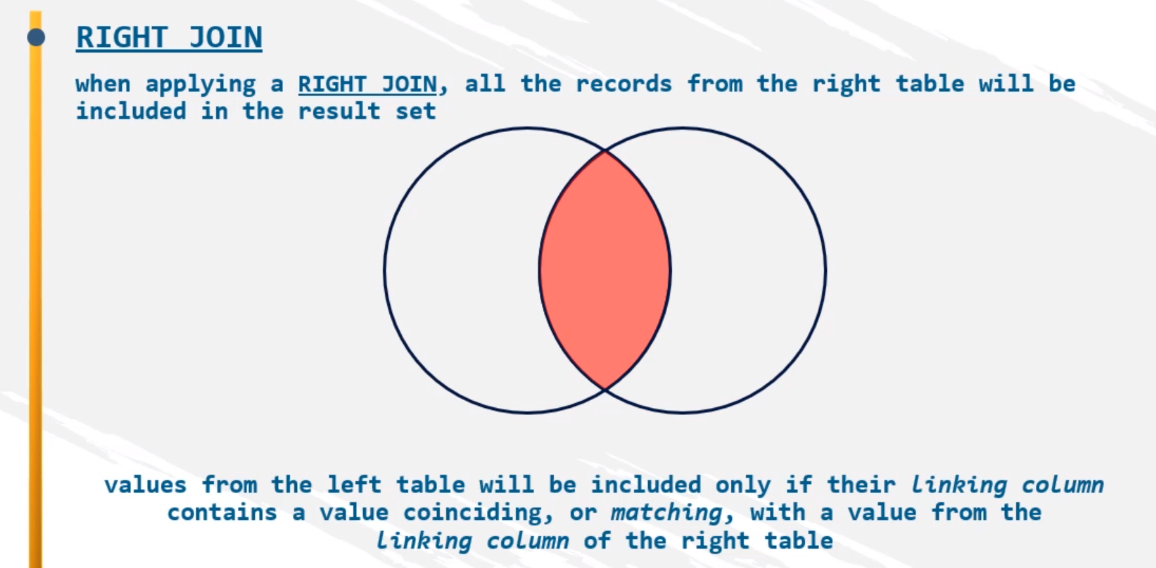 RIGHT JOIN
when applying a RIGHT JOIN, all the records from the right table will be
included in the result set
values from the left table will be included only if their linking column
contains a value coinciding, or matching, with a value from the
linking column of the right table